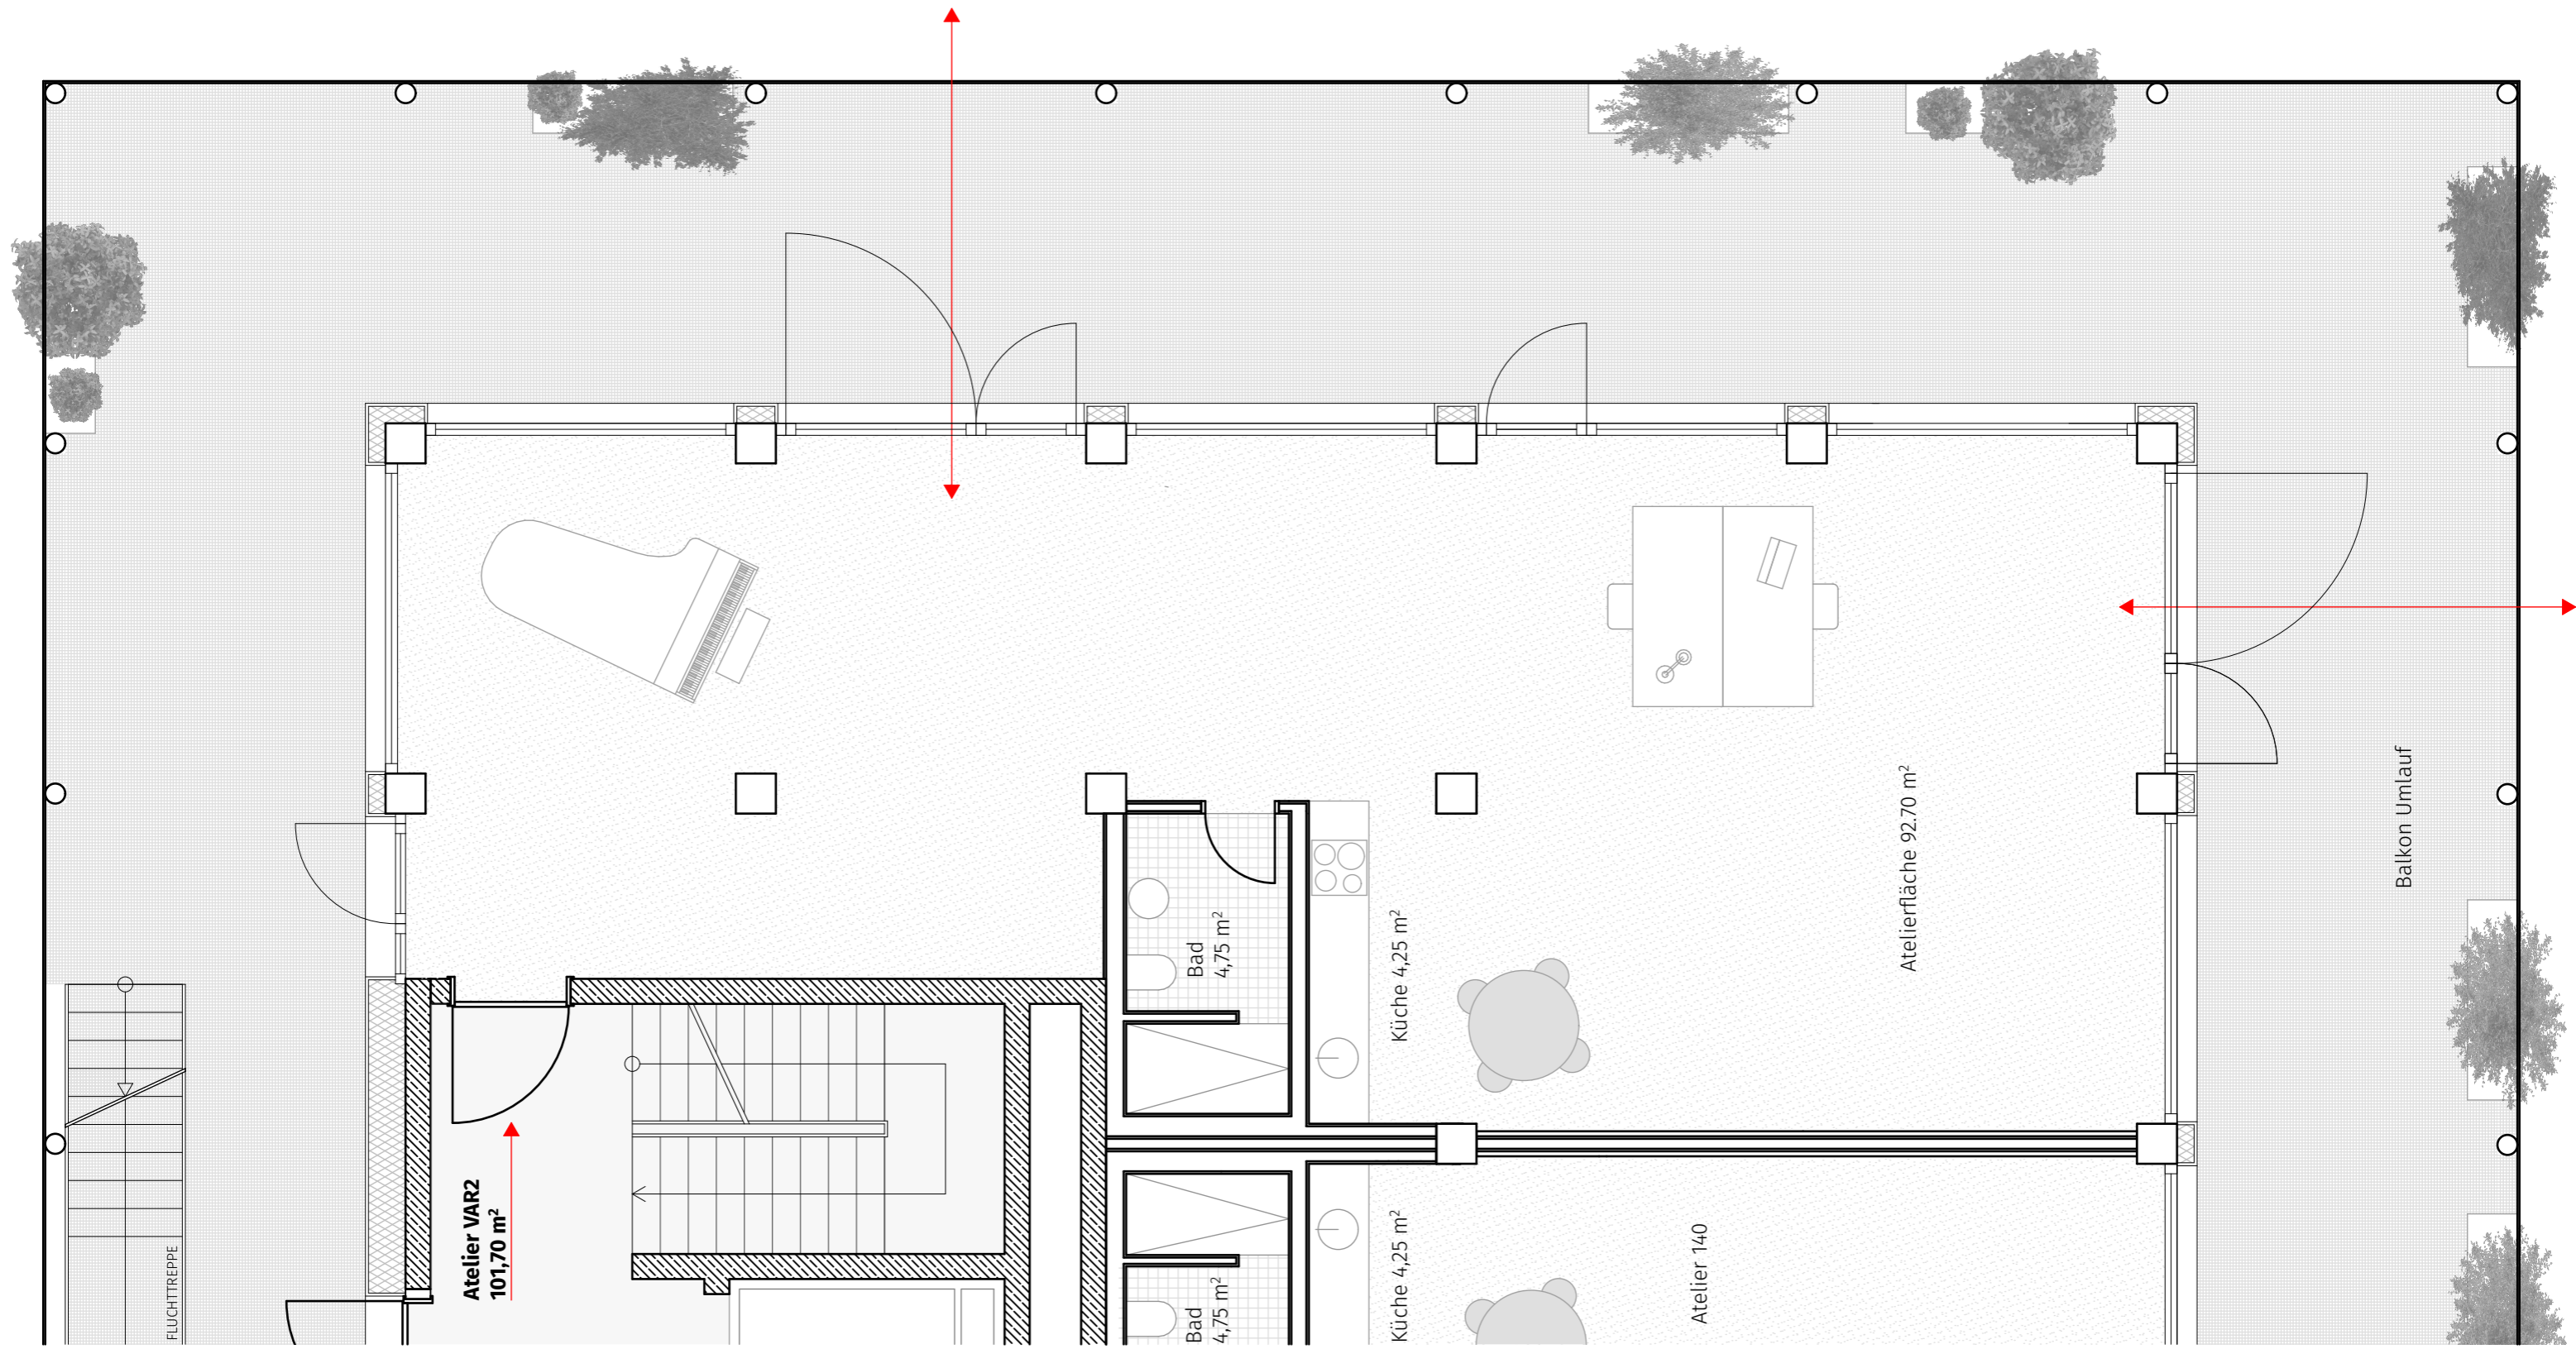 Atelier VAR2
101,70 m²
FLUCHTTREPPE
Bad
4,75 m²
Küche 4,25 m²
Atelierfläche 92.70 m²
Balkon Umlauf
Bad
4,75 m²
Küche 4,25 m²
Atelier 140